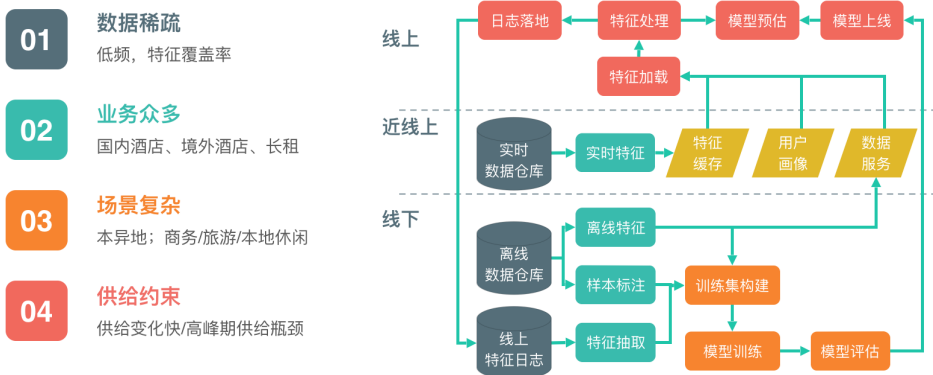 01
数据稀疏
低频，特征覆盖率
02
业务众多
国内酒店、境外酒店、长租
03
场景复杂
本异地；商务/旅游/本地休闲
04
供给约束
供给变化快/高峰期供给瓶颈
线上
日志落地
特征处理
模型预估
模型上线
特征加载
近线上
实时
数据仓库
实时特征
特征
缓存
用户
画像
数据
服务
线下
离线
数据仓库
离线特征
样本标注
训练集构建
线上
特征日志
特征抽取
模型训练
模型评估